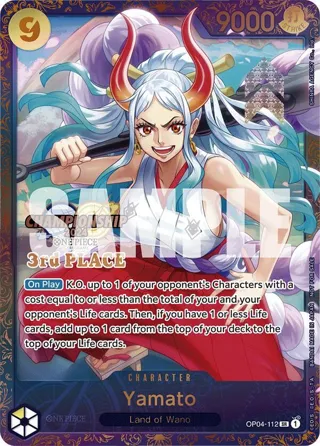 9
9000
SAMPLE
CHAMPIONSHIP
ONE PIECE
3RD PLACE
On Play K.O. up to 1 of your opponent's Characters with a
cost equal to or less than the total of your and your
opponent's Life cards. Then, if you have 1 or less Life
cards, add up to 1 card from the top of your deck to the
top of your Life cards.
CHARACTER
Yamato
Land of Wano
ONE PIECE
OP04-112 SR 1